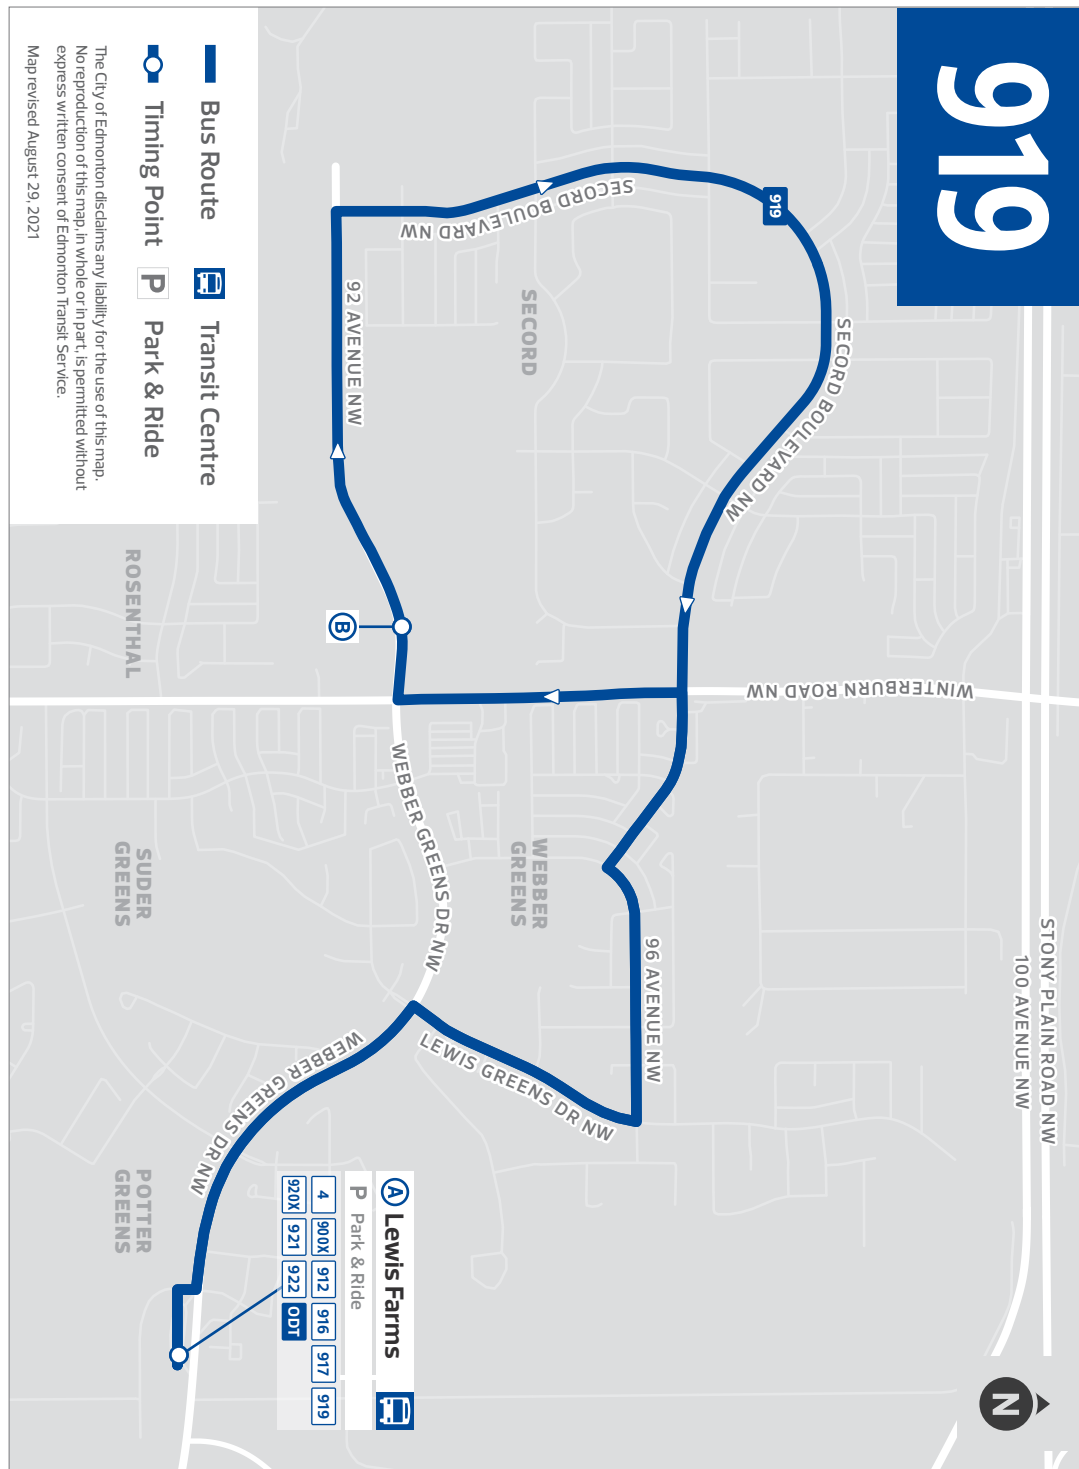 919
STONY PLAIN ROAD NW
100 AVENUE NW
WINTERBURN ROAD NW
SECORD BOULEVARD NW
919
SECORD BOULEVARD NW
SECORD
92 AVENUE NW
B
96 AVENUE NW
WEBBER
GREENS
LEWIS GREENS DR NW
WEBBER GREENS DR NW
WEBBER GREENS DR NW
A Lewis Farms
P Park & Ride
4 900X 912 916 917 919
920X 921 922 ODT
ROSENTHAL
SUDER
GREENS
POTTER
GREENS
N
Bus Route
Transit Centre
Timing Point
P Park & Ride
The City of Edmonton disclaims any liability for the use of this map.
No reproduction of this map, in whole or in part, is permitted without
express written consent of Edmonton Transit Service.
Map revised August 29, 2021